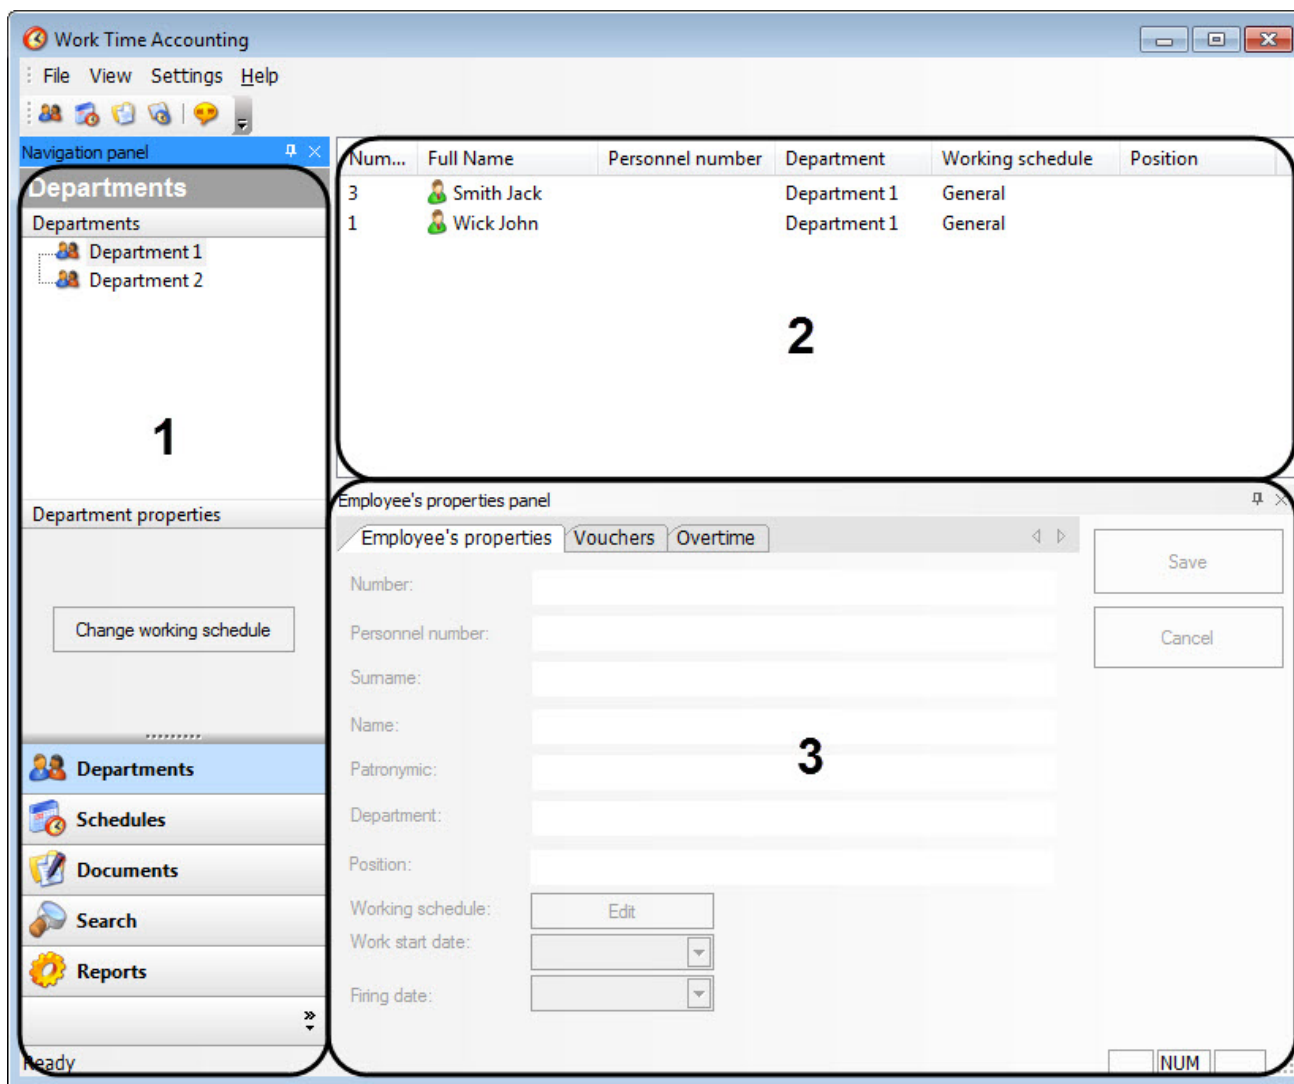 Work Time Accounting
File View Settings Help
Navigation panel
Departments
Departments
Department 1
Department 2
1
Department properties
Change working schedule
Departments
Schedules
Documents
Search
Reports
Ready
Num... Full Name Personnel number Department Working schedule Position
3 Smith Jack Department 1 General
1 Wick John Department 1 General
2
Employee's properties panel
Employee's properties Vouchers Overtime
Number:
Personnel number:
Surname:
Name:
Patronymic:
Department:
Position:
Working schedule: Edit
Work start date:
Firing date:
3
Save
Cancel
NUM